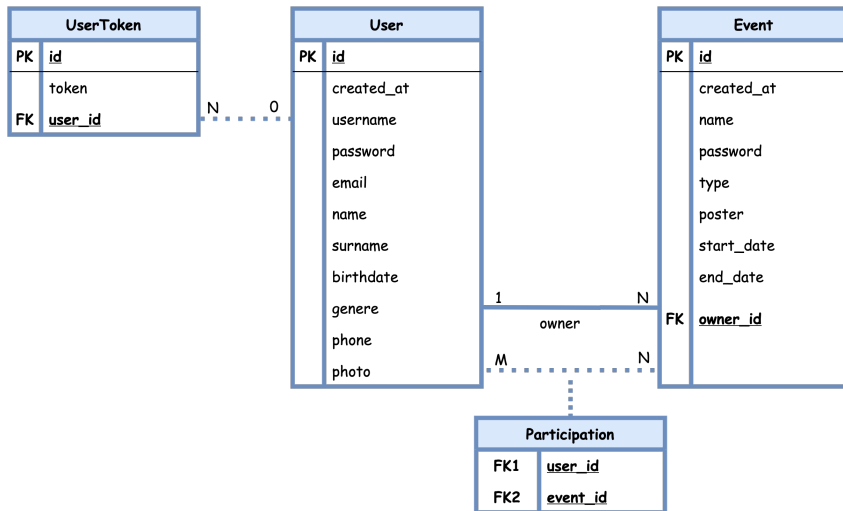 UserToken
PK id
token
FK user_id
N 0
User
PK id
created_at
username
password
email
name
surname
birthdate
genere
phone
photo
Event
PK id
created_at
name
password
type
poster
start_date
end_date
FK owner_id
1 N
owner
M N
Participation
FK1 user_id
FK2 event_id